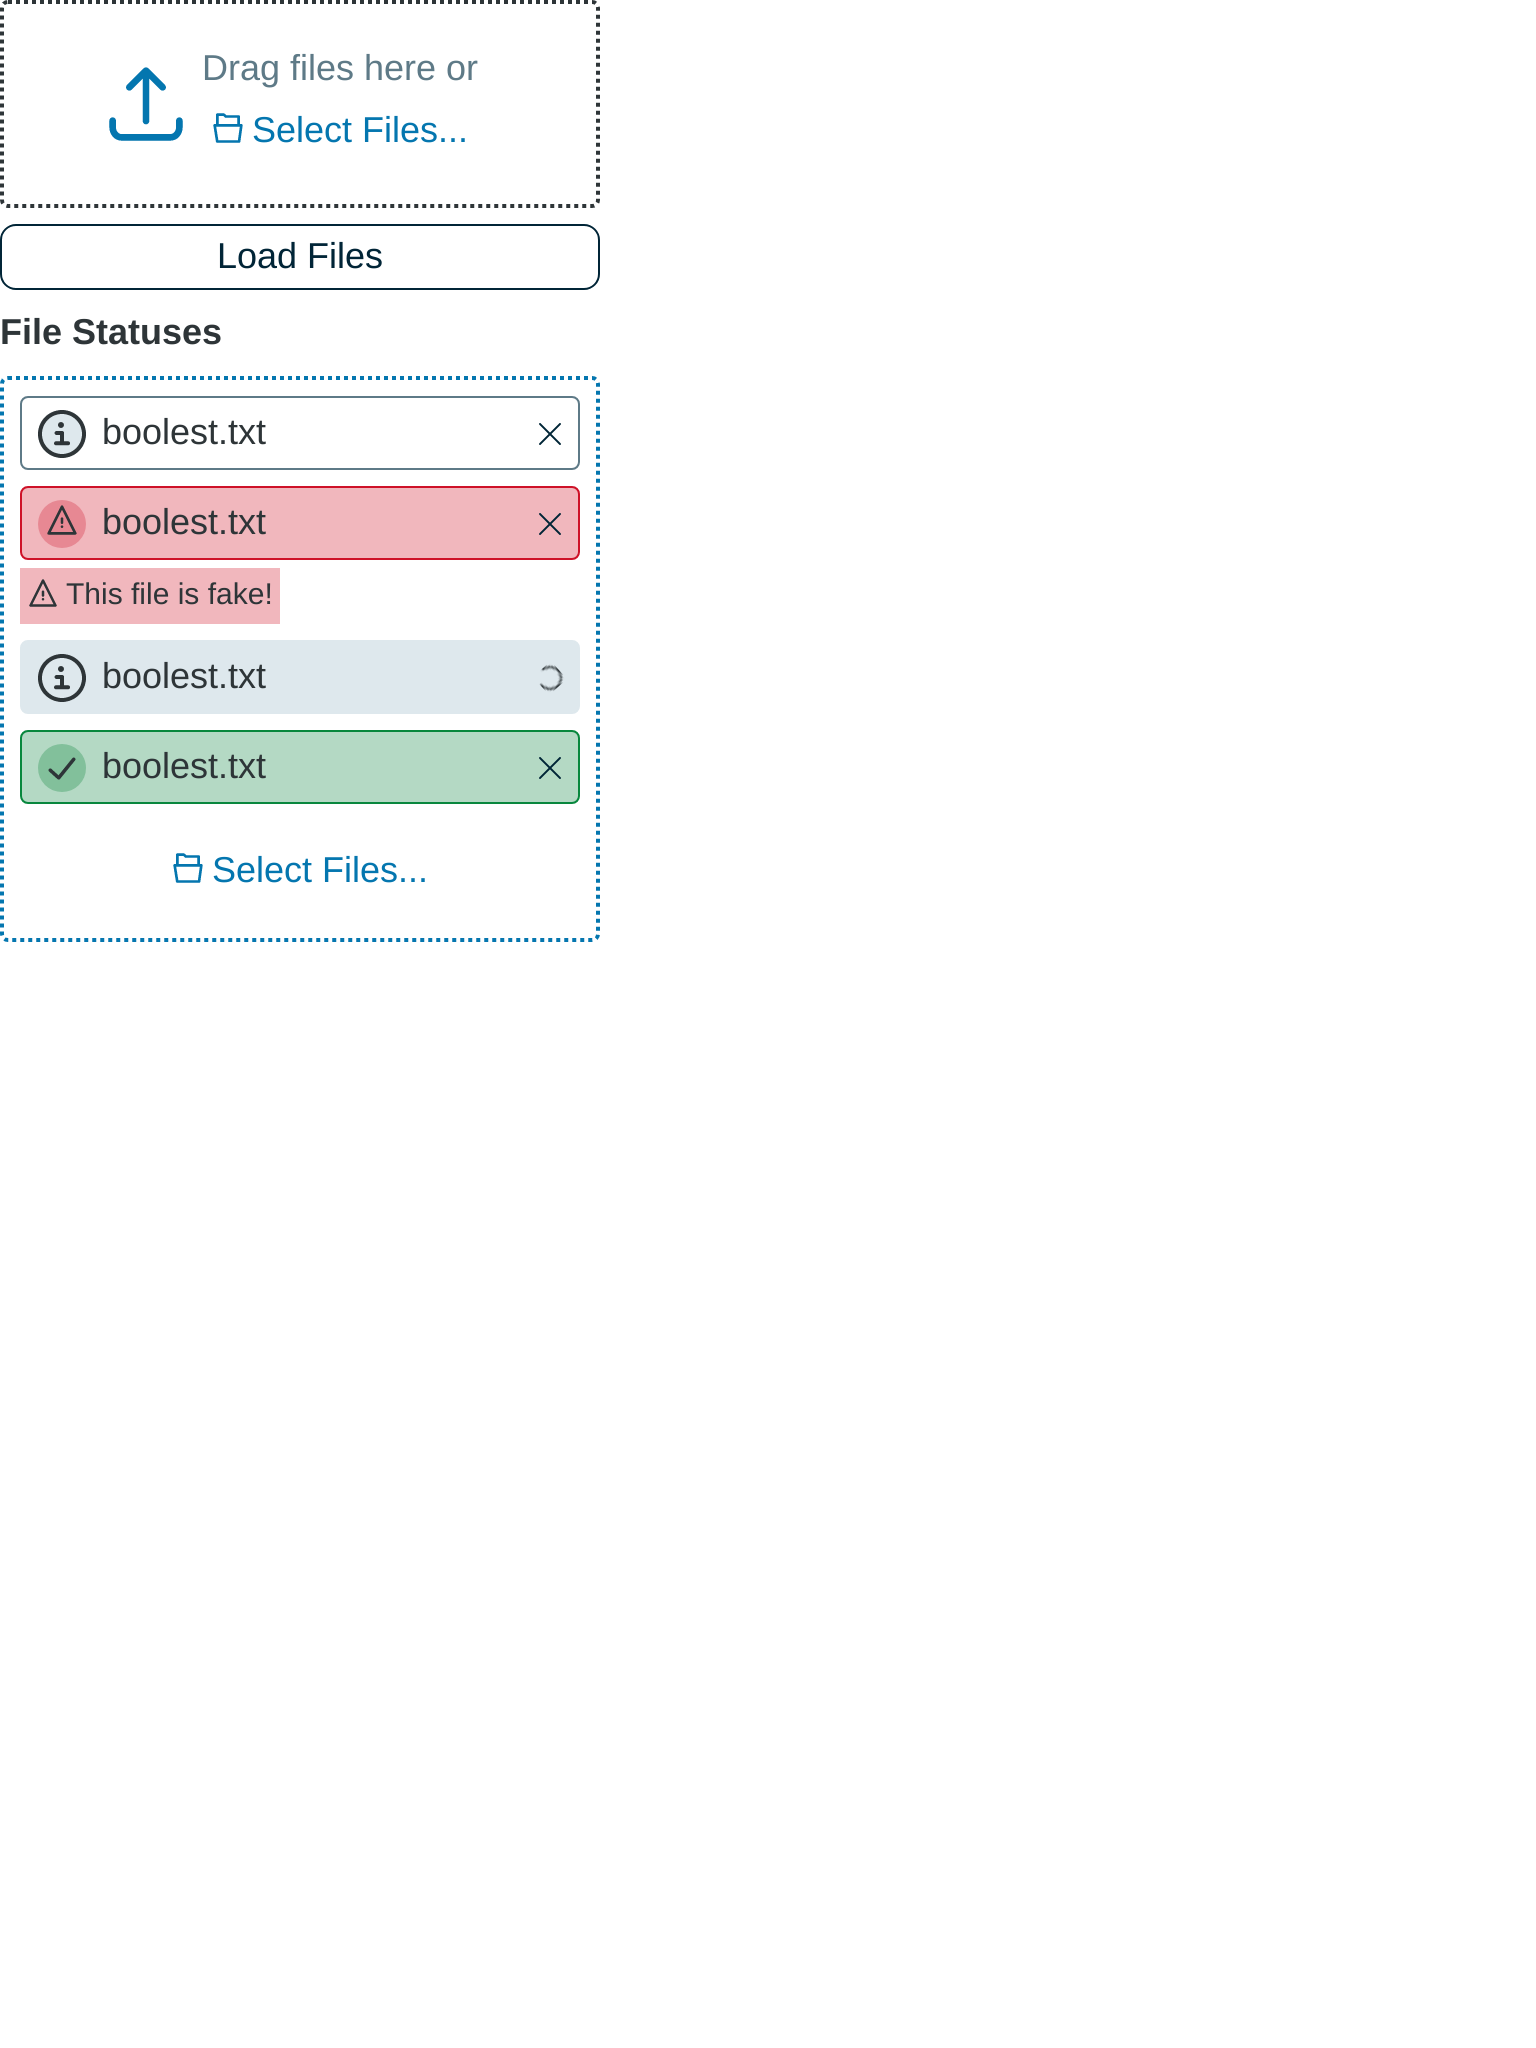 Drag files here or
Select Files...
Load Files
File Statuses
boolest.txt
boolest.txt
This file is fake!
boolest.txt
boolest.txt
Select Files...